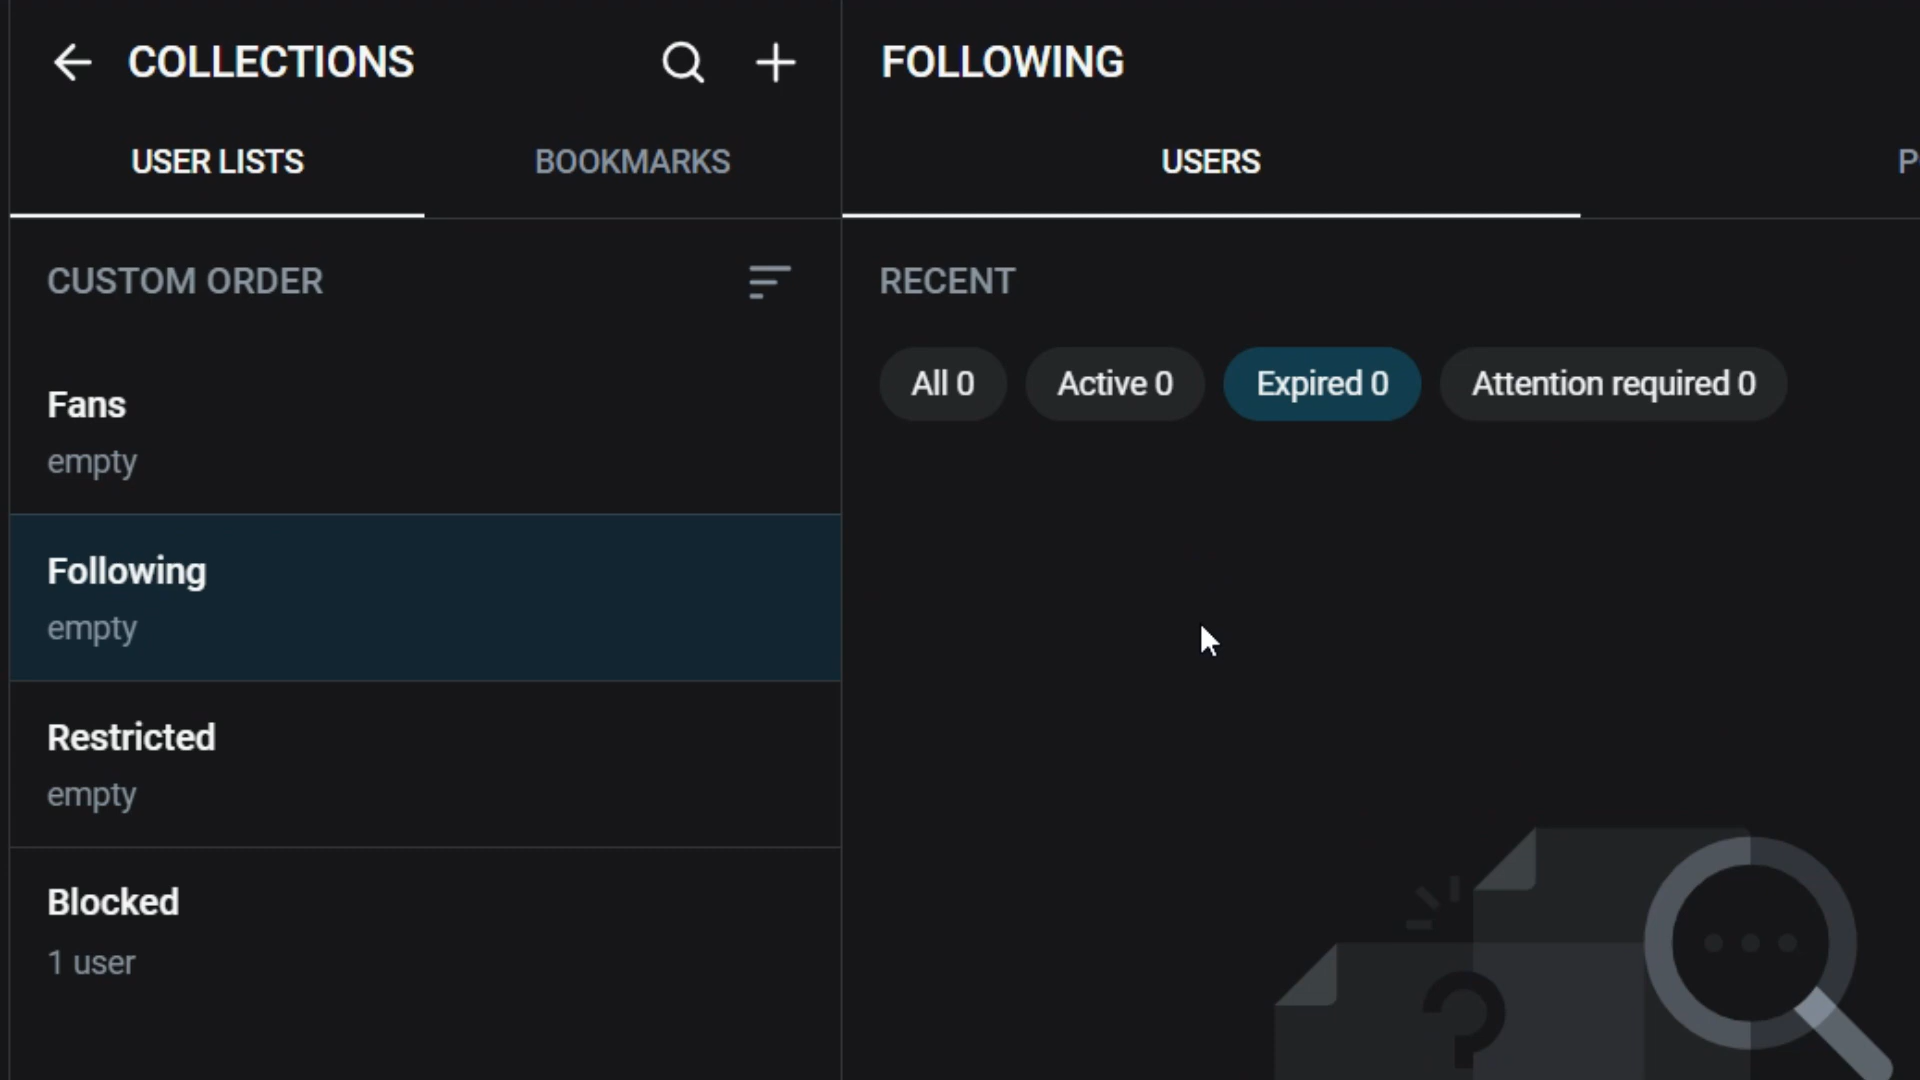 COLLECTIONS
USER LISTS
BOOKMARKS
CUSTOM ORDER
Fans
empty
Following
empty
Restricted
empty
Blocked
1 user
FOLLOWING
USERS
P
RECENT
All 0
Active 0
Expired 0
Attention required 0
?